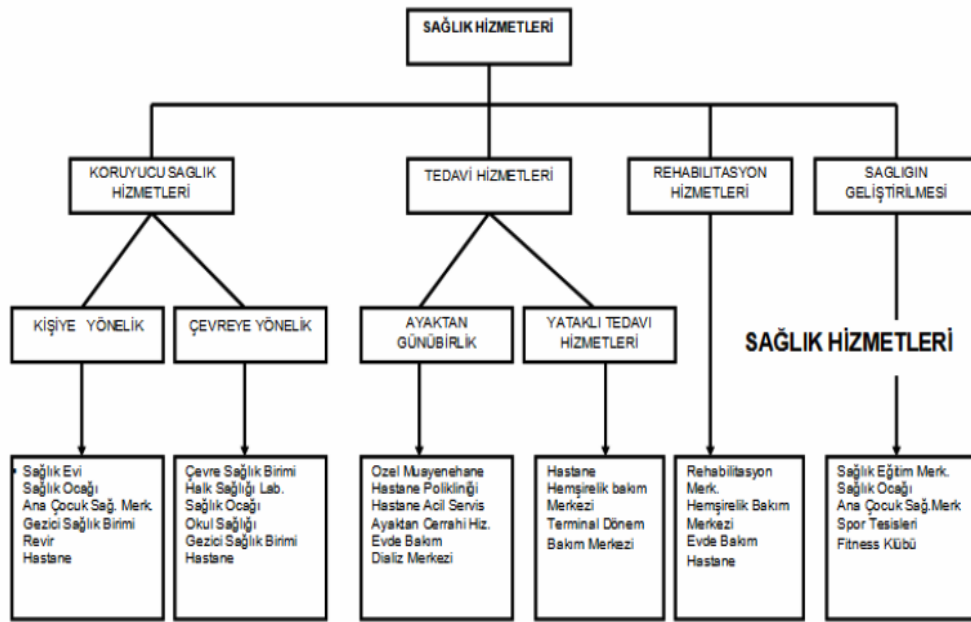 SAĞLIK HİZMETLERİ
KORUYUCU SAGLIK
HİZMETLERİ
TEDAVİ HİZMETLERİ
REHABILITASYON
HİZMETLERİ
SAGLIGIN
GELİŞTIRILMESİ
KİŞİYE YÖNELİK
ÇEVREYE YÖNELIK
AYAKTAN
GÜNÜBİRLİK
YATAKLI TEDAVI
HİZMETLERİ
SAĞLIK HİZMETLERİ
• Sağlık Evi
Sağlık Ocağı
Ana Çocuk Sağ. Merk.
Gezici Sağlık Birimi
Revir
Hastane
Çevre Sağlık Birimi
Halk Sağlığı Lab.
Sağlık Ocağı
Okul Sağlığı
Gezici Sağlık Birimi
Hastane
Ozel Muayenehane
Hastane Polikliniği
Hastane Acil Servis
Ayaktan Cerrahi Hiz.
Evde Bakım
Dializ Merkezi
Hastane
Hemşirelik bakım
Merkezi
Terminal Dönem
Bakım Merkezi
Rehabilitasyon
Merk.
Hemşirelik Bakım
Merkezi
Evde Bakım
Hastane
Sağlık Eğitim Merk.
Sağlık Ocağı
Ana Çocuk Sağ.Merk
Spor Tesisleri
Fitness Klübü